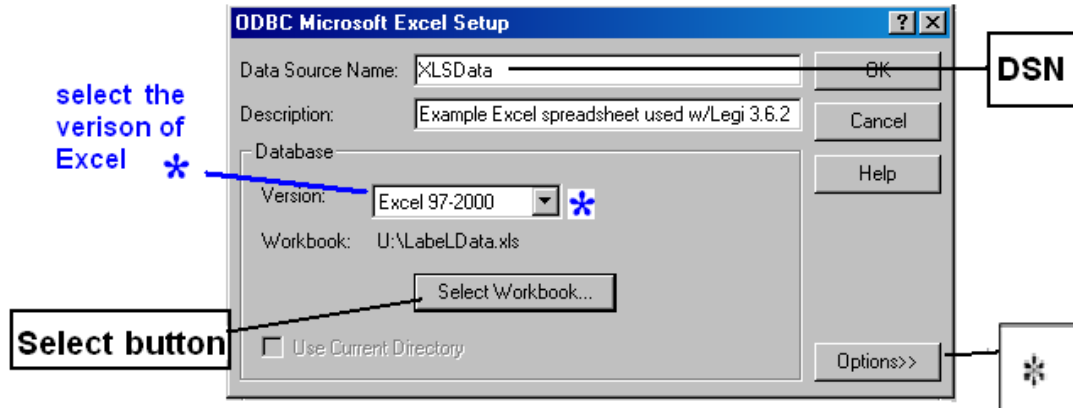 ODBC Microsoft Excel Setup
Data Source Name: XLSData
OK
DSN
select the
verison of
Excel *
Description: Example Excel spreadsheet used w/Legi 3.6.2
Cancel
Database
Help
Version: Excel 97-2000 *
Workbook: U:\LabeLData.xls
Select Workbook...
Select button
Use Current Directory
Options>>
*